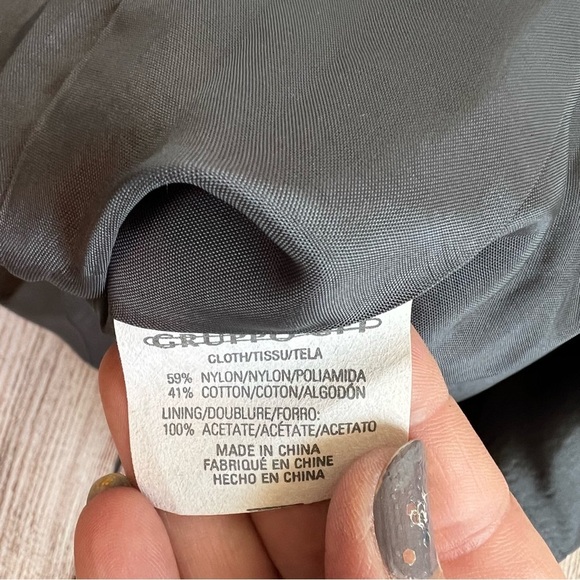 GRUPPO
CLOTH/TISSU/TELA
59% NYLON/NYLON/POLIAMIDA
41% COTTON/COTON/ALGODÓN
LINING/DOUBLURE/FORRO:
100% ACETATE/ACÉTATE/ACETATO
MADE IN CHINA
FABRIQUÉ EN CHINE
HECHO EN CHINA